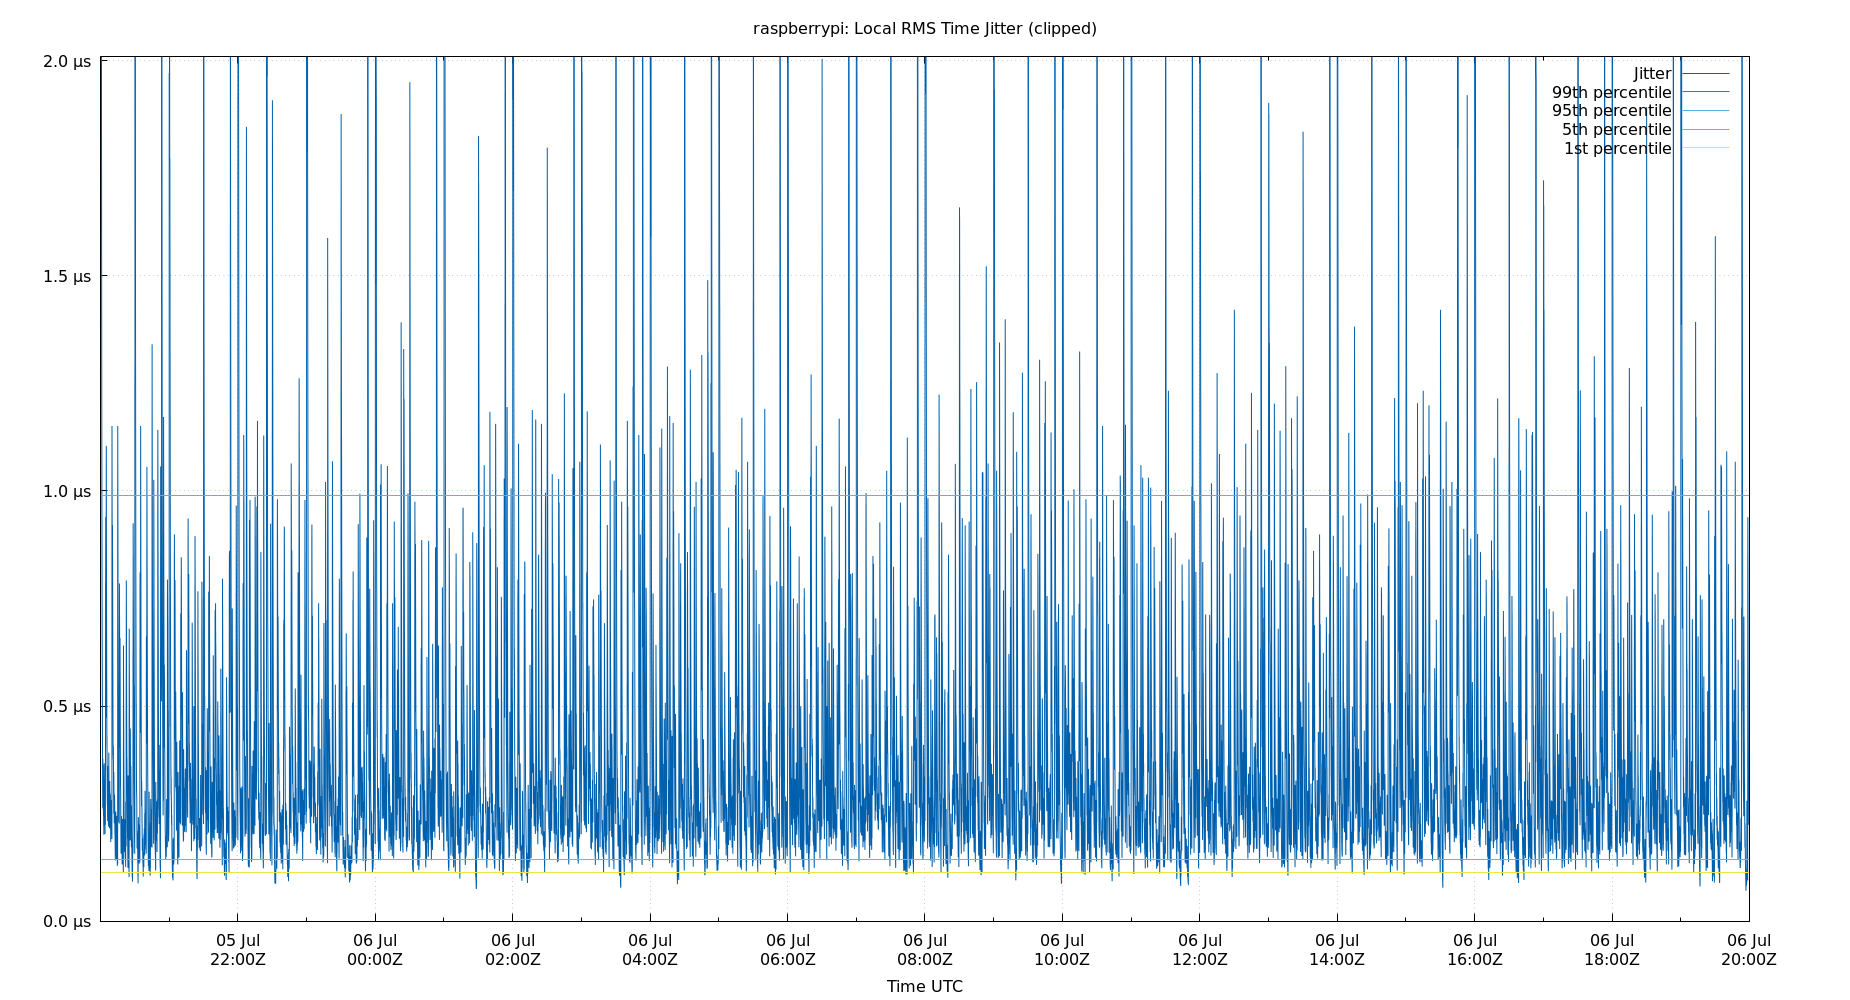 raspberrypi: Local RMS Time Jitter (clipped)
2.0 µs
1.5 µs
1.0 µs
0.5 µs
0.0 µs
Jitter
99th percentile
95th percentile
5th percentile
1st percentile
05 Jul
22:00Z
06 Jul
00:00Z
06 Jul
02:00Z
06 Jul
04:00Z
06 Jul
06:00Z
06 Jul
08:00Z
06 Jul
10:00Z
06 Jul
12:00Z
06 Jul
14:00Z
06 Jul
16:00Z
06 Jul
18:00Z
06 Jul
20:00Z
Time UTC